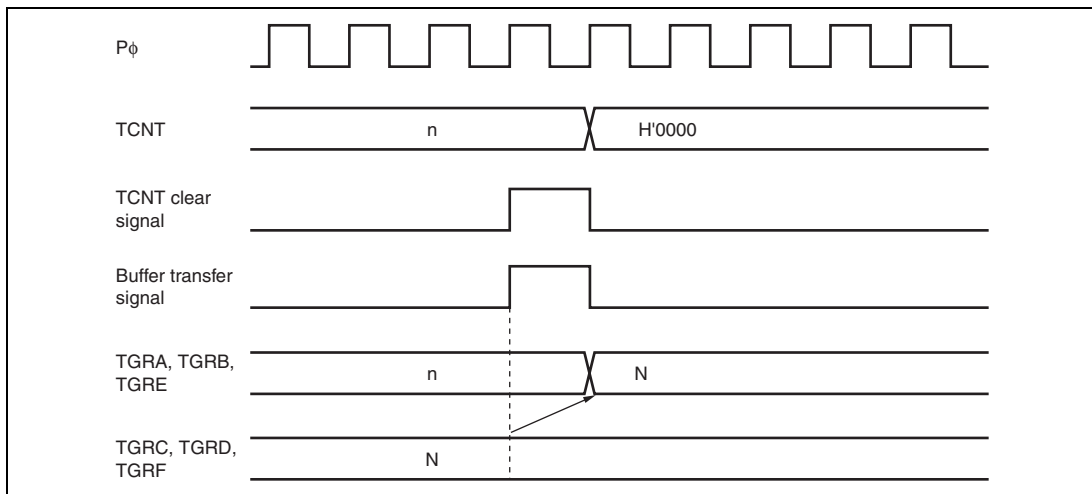 Pϕ
TCNT
n
H'0000
TCNT clear
signal
Buffer transfer
signal
TGRA, TGRB,
TGRE
n
N
TGRC, TGRD,
TGRF
N